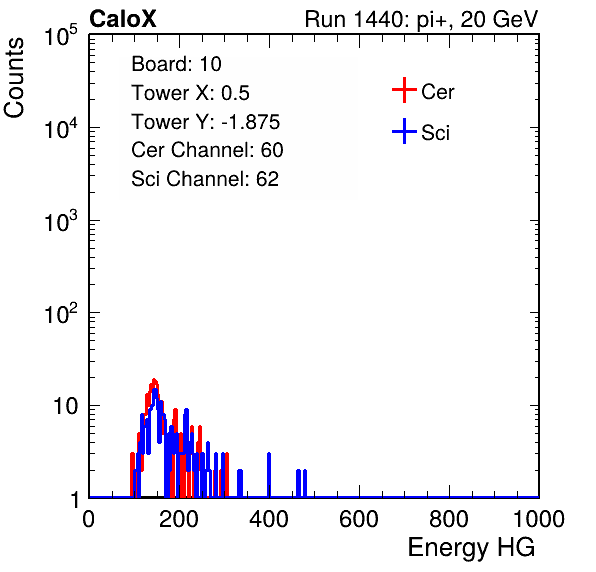 CaloX Run 1440: pi+, 20 GeV
Counts
10^5
10^4
10^3
10^2
10
1
Board: 10
Tower X: 0.5
Tower Y: -1.875
Cer Channel: 60
Sci Channel: 62
Cer
Sci
0 200 400 600 800 1000
Energy HG